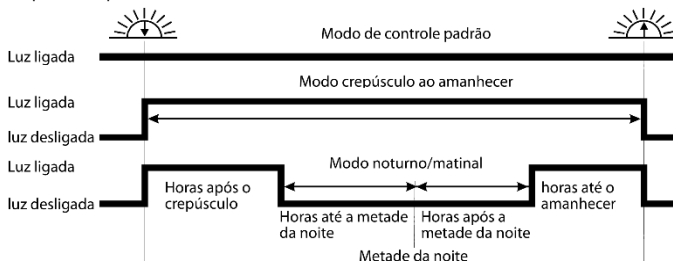 Modo de controle padrão
Luz ligada
Modo crepúsculo ao amanhecer
Luz ligada
luz desligada
Modo noturno/matinal
Luz ligada
Horas após o
crepúsculo
horas até o
amanhecer
luz desligada
Horas até a metade
da noite
Horas após a
metade da noite
Metade da noite